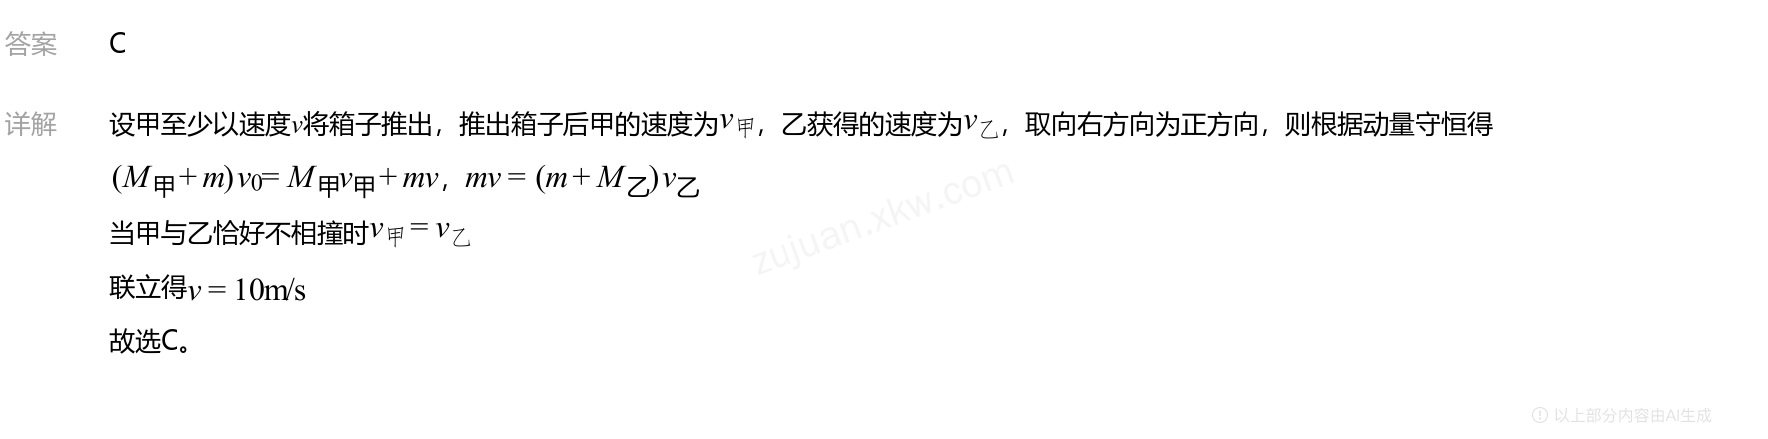 答案 C
详解 设甲至少以速度v将箱子推出，推出箱子后甲的速度为v甲，乙获得的速度为v乙，取向右方向为正方向，则根据动量守恒得
(M甲+m)v0=M甲v甲+mv，mv=(m+M乙)v乙
当甲与乙恰好不相撞时v甲=v乙
联立得v=10m/s
故选C。
zujuan.xkw.com
以上部分内容由AI生成